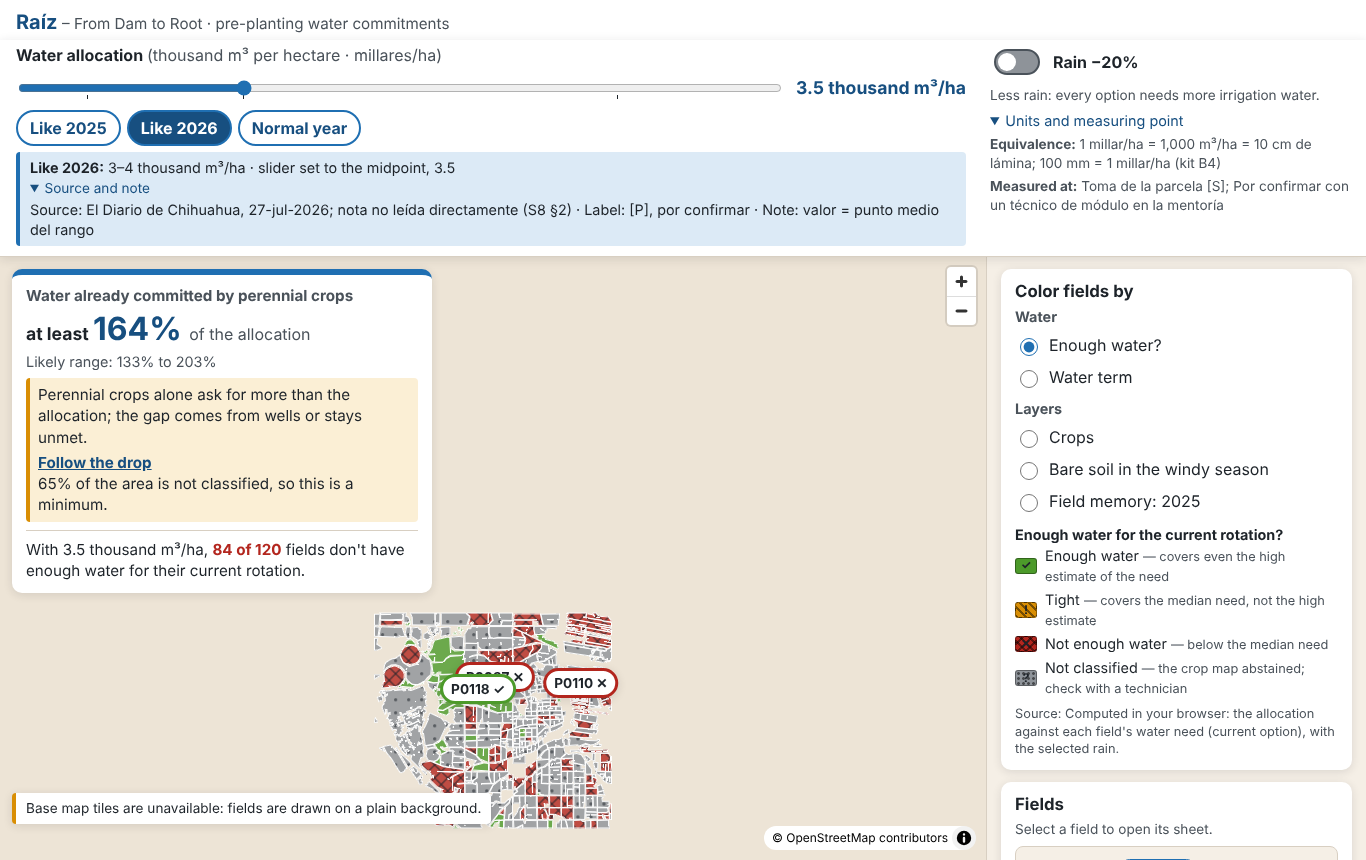 Raíz – From Dam to Root · pre-planting water commitments
Water allocation (thousand m³ per hectare · millares/ha)
3.5 thousand m³/ha
Like 2025
Like 2026
Normal year
Like 2026: 3–4 thousand m³/ha · slider set to the midpoint, 3.5
▼ Source and note
Source: El Diario de Chihuahua, 27-jul-2026; nota no leída directamente (S8 §2) · Label: [P], por confirmar · Note: valor = punto medio
del rango
Rain −20%
Less rain: every option needs more irrigation water.
▼ Units and measuring point
Equivalence: 1 millar/ha = 1,000 m³/ha = 10 cm de
lámina; 100 mm = 1 millar/ha (kit B4)
Measured at: Toma de la parcela [S]; Por confirmar con
un técnico de módulo en la mentoría
Water already committed by perennial crops
at least 164% of the allocation
Likely range: 133% to 203%
Perennial crops alone ask for more than the
allocation; the gap comes from wells or stays
unmet.
Follow the drop
65% of the area is not classified, so this is a
minimum.
With 3.5 thousand m³/ha, 84 of 120 fields don't have
enough water for their current rotation.
+
−
P0118 ✓
P0110 ✕
Base map tiles are unavailable: fields are drawn on a plain background.
© OpenStreetMap contributors
Color fields by
Water
Enough water?
Water term
Layers
Crops
Bare soil in the windy season
Field memory: 2025
Enough water for the current rotation?
Enough water — covers even the high
estimate of the need
Tight — covers the median need, not the high
estimate
Not enough water — below the median need
Not classified — the crop map abstained;
check with a technician
Source: Computed in your browser: the allocation
against each field's water need (current option), with
the selected rain.
Fields
Select a field to open its sheet.